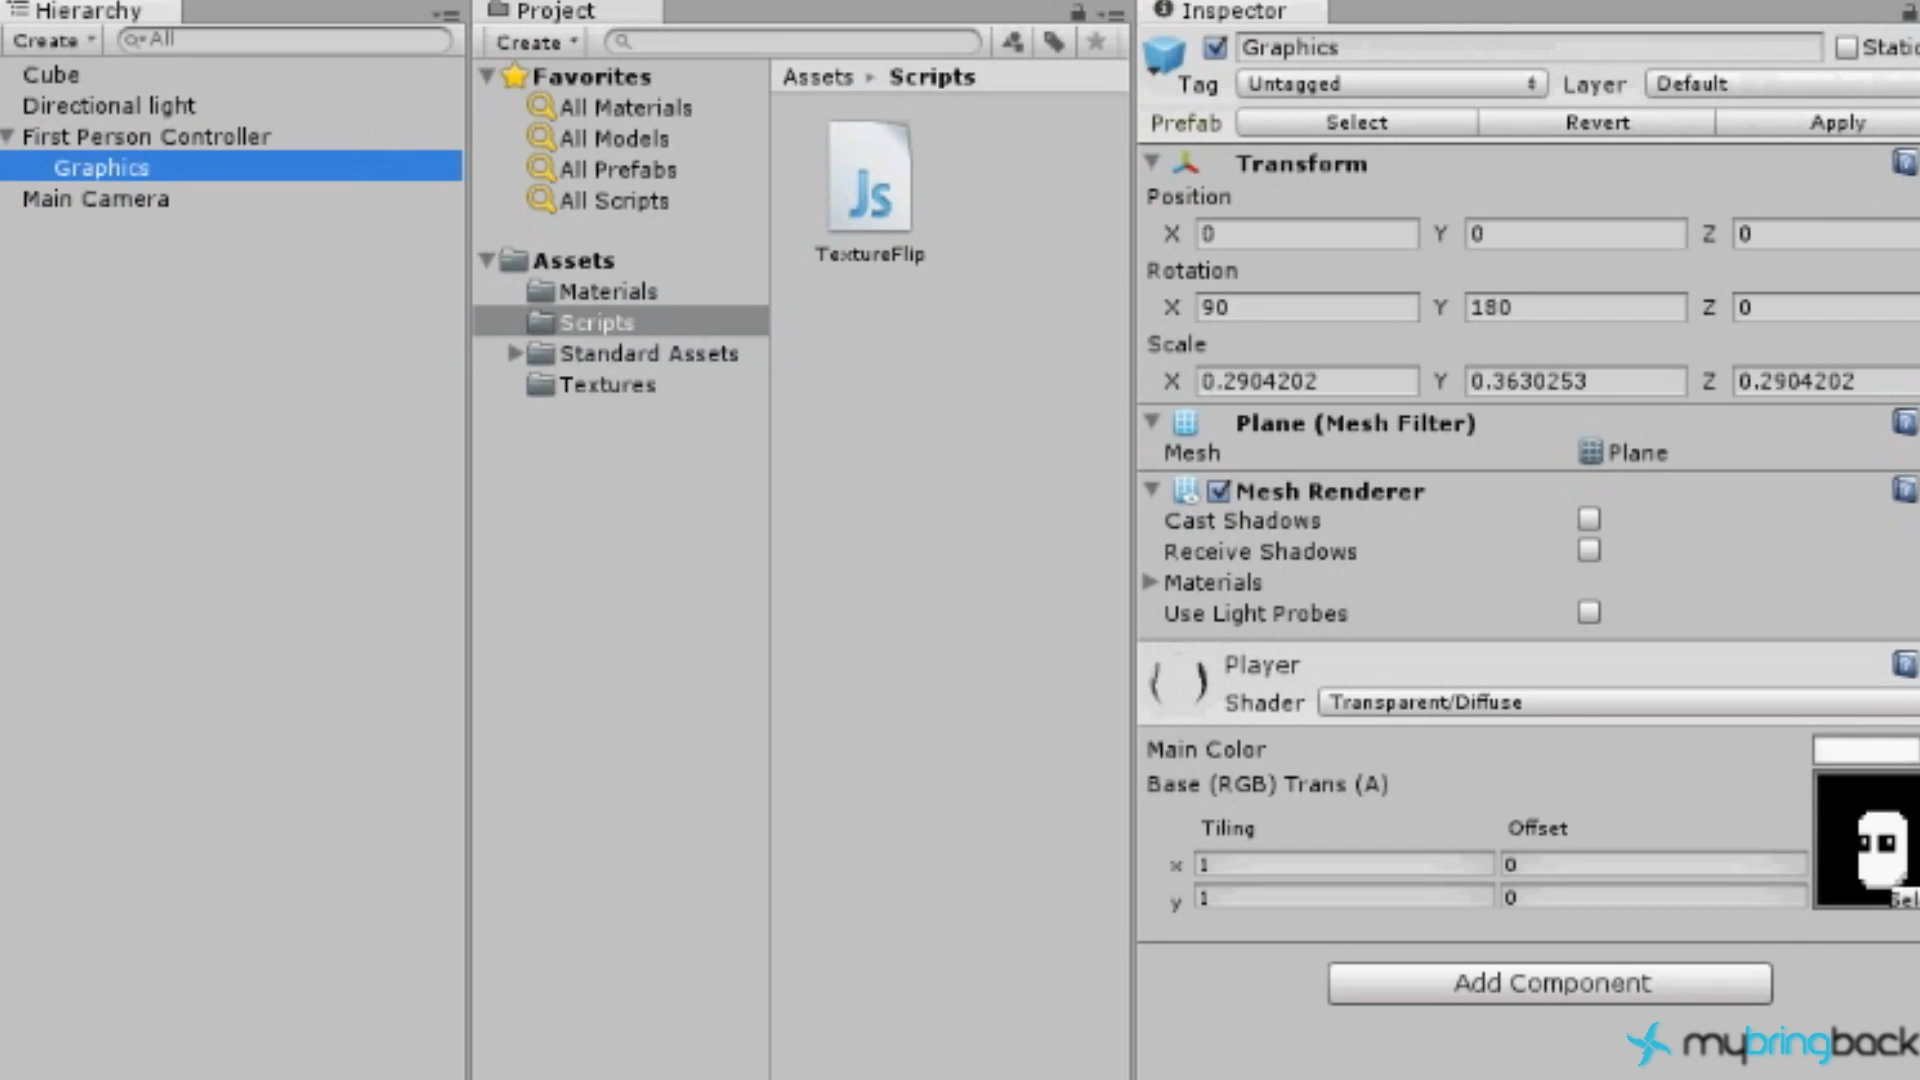 Hierarchy
Create
All
Cube
Directional light
First Person Controller
Graphics
Main Camera
Project
Create
Favorites
All Materials
All Models
All Prefabs
All Scripts
Assets
Materials
Scripts
Standard Assets
Textures
Assets Scripts
Js
TextureFlip
Inspector
Graphics Static
Tag Untagged Layer Default
Prefab Select Revert Apply
Transform
Position
X 0 Y 0 Z 0
Rotation
X 90 Y 180 Z 0
Scale
X 0.2904202 Y 0.3630253 Z 0.2904202
Plane (Mesh Filter)
Mesh Plane
Mesh Renderer
Cast Shadows
Receive Shadows
Materials
Use Light Probes
Player
Shader Transparent/Diffuse
Main Color
Base (RGB) Trans (A)
Tiling Offset
x 1 0
y 1 0
Sel
Add Component
mybringback